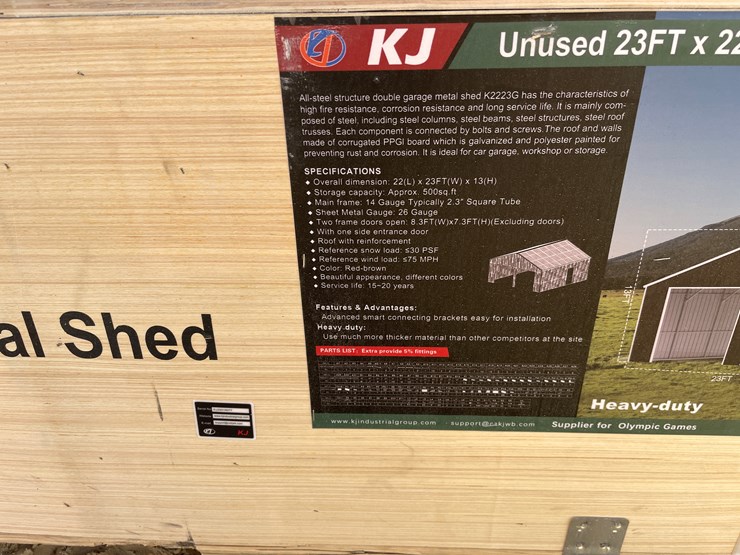 KJ
Unused 23FT x 22
All-steel structure double garage metal shed K2223G has the characteristics of
high fire resistance, corrosion resistance and long service life. It is mainly com-
posed of steel, including steel columns, steel beams, steel structures, steel roof
trusses. Each component is connected by bolts and screws.The roof and walls
made of corrugated PPGI board which is galvanized and polyester painted for
preventing rust and corrosion. It is ideal for car garage, workshop or storage.
SPECIFICATIONS
• Overall dimension: 22(L) x 23FT(W) x 13(H)
• Storage capacity: Approx. 500sq.ft
• Main frame: 14 Gauge Typically 2.3" Square Tube
• Sheet Metal Gauge: 26 Gauge
• Two frame doors open: 8.3FT(W)x7.3FT(H)(Excluding doors)
• With one side entrance door
• Roof with reinforcement
• Reference snow load: ≤30 PSF
• Reference wind load: ≤75 MPH
• Color: Red-brown
• Beautiful appearance, different colors
• Service life: 15-20 years
Features & Advantages:
Advanced smart connecting brackets easy for installation
Heavy duty:
Use much more thicker material than other competitors at the site
PARTS LIST: Extra provide 5% fittings
www.kjindustrialgroup.com
13FT
23FT
Heavy-duty
Supplier for Olympic Games
al Shed
KJ